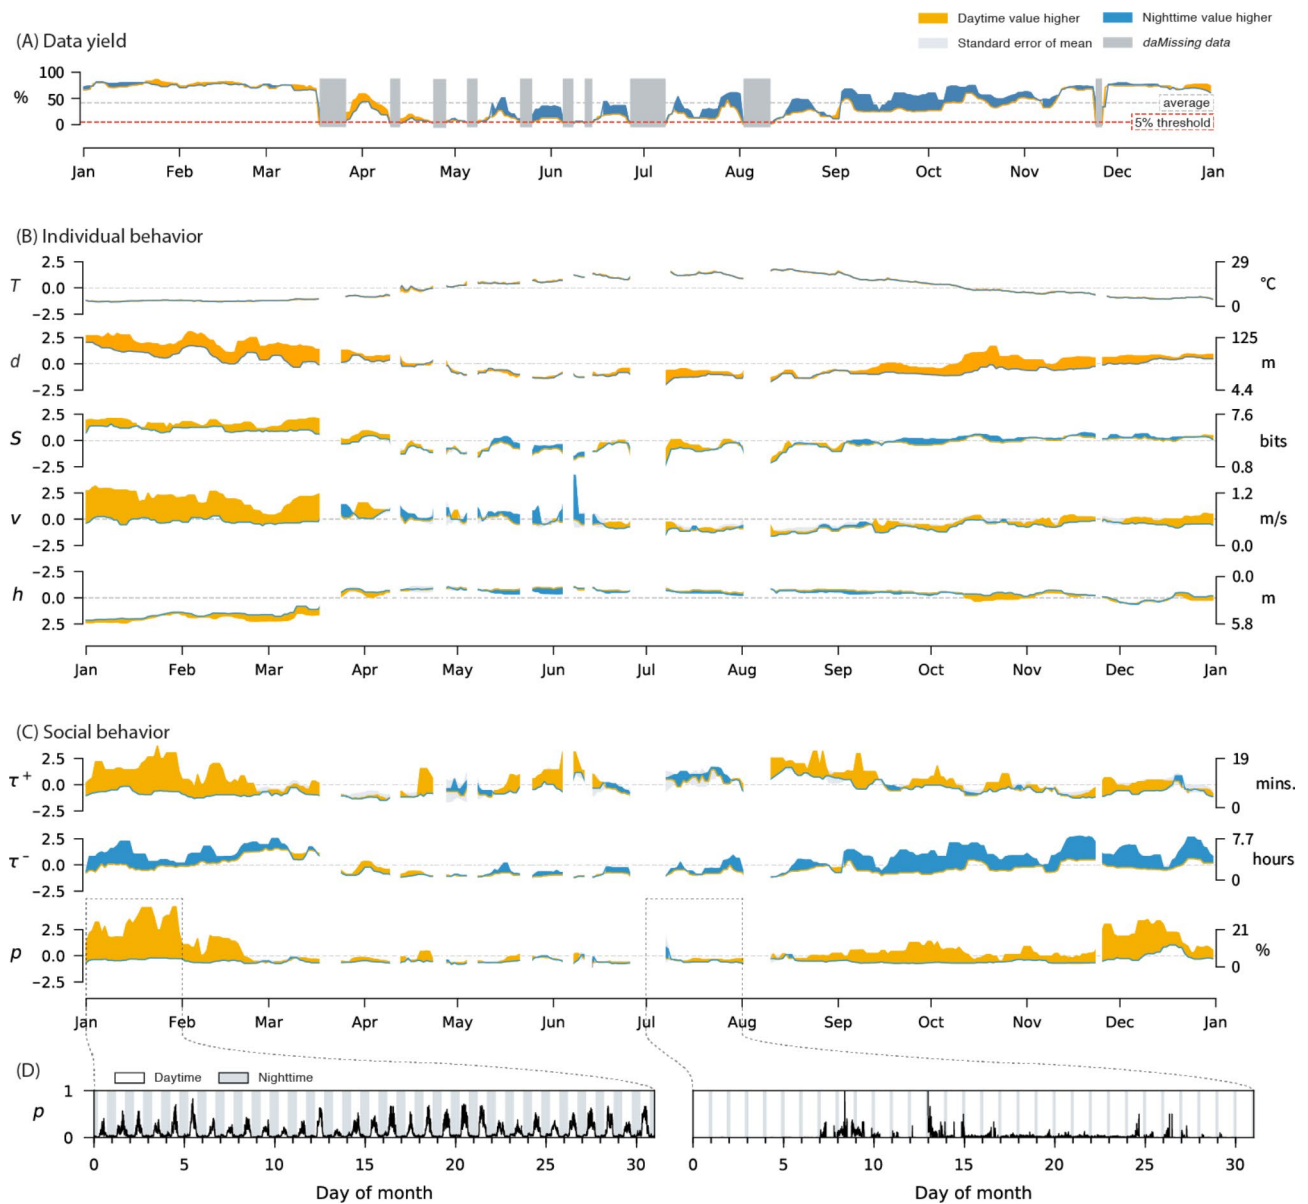 Daytime value higher Nighttime value higher
(A) Data yield Standard error of mean daMissing data
100
% 50 average
0 5% threshold
Jan Feb Mar Apr May Jun Jul Aug Sep Oct Nov Dec Jan
(B) Individual behavior
2.5 29
T 0.0 °C
−2.5 0
2.5 125
d 0.0 m
−2.5 4.4
2.5 7.6
S 0.0 bits
−2.5 0.8
2.5 1.2
v 0.0 m/s
−2.5 0.0
−2.5 0.0
h 0.0 m
2.5 5.8
Jan Feb Mar Apr May Jun Jul Aug Sep Oct Nov Dec Jan
(C) Social behavior
2.5 19
τ+ 0.0 mins.
−2.5 0
2.5 7.7
τ− 0.0 hours
−2.5 0
2.5 21
p 0.0 %
−2.5 0
Jan Feb Mar Apr May Jun Jul Aug Sep Oct Nov Dec Jan
(D) Daytime Nighttime
1
p
0
0 5 10 15 20 25 30 0 5 10 15 20 25 30
Day of month Day of month